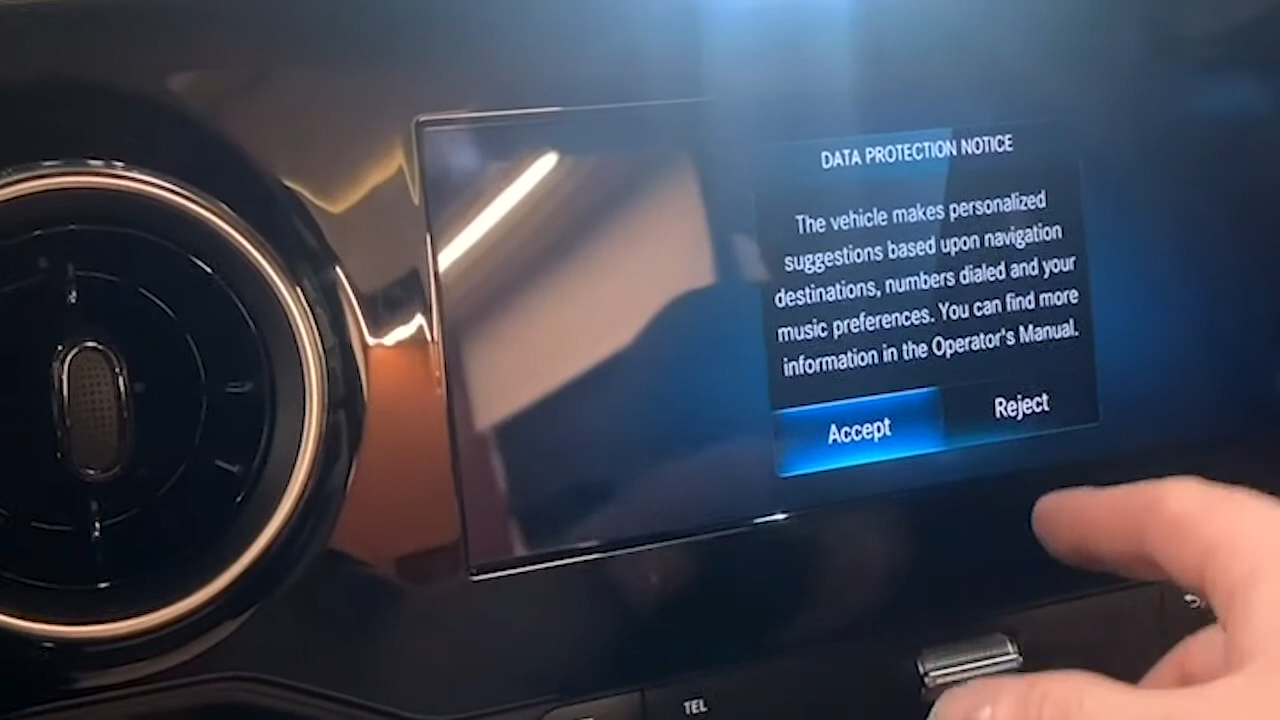 DATA PROTECTION NOTICE
The vehicle makes personalized
suggestions based upon navigation
destinations, numbers dialed and your
music preferences. You can find more
information in the Operator's Manual.
Accept
Reject
TEL